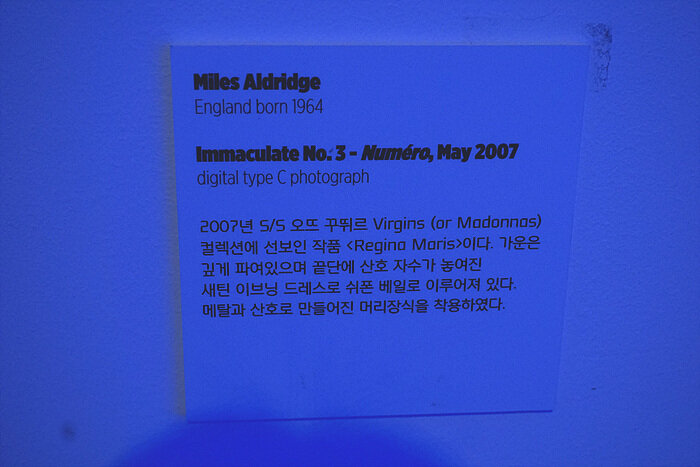 Miles Aldridge
England born 1964
Immaculate No. 3 - Numéro, May 2007
digital type C photograph
2007년 S/S 오뜨 꾸뛰르 Virgins (or Madonnas)
컬렉션에 선보인 작품 <Regina Maris>이다. 가운은
깊게 파여있으며 끝단에 산호 자수가 놓여진
새틴 이브닝 드레스로 쉬폰 베일로 이루어져 있다.
메탈과 산호로 만들어진 머리장식을 착용하였다.